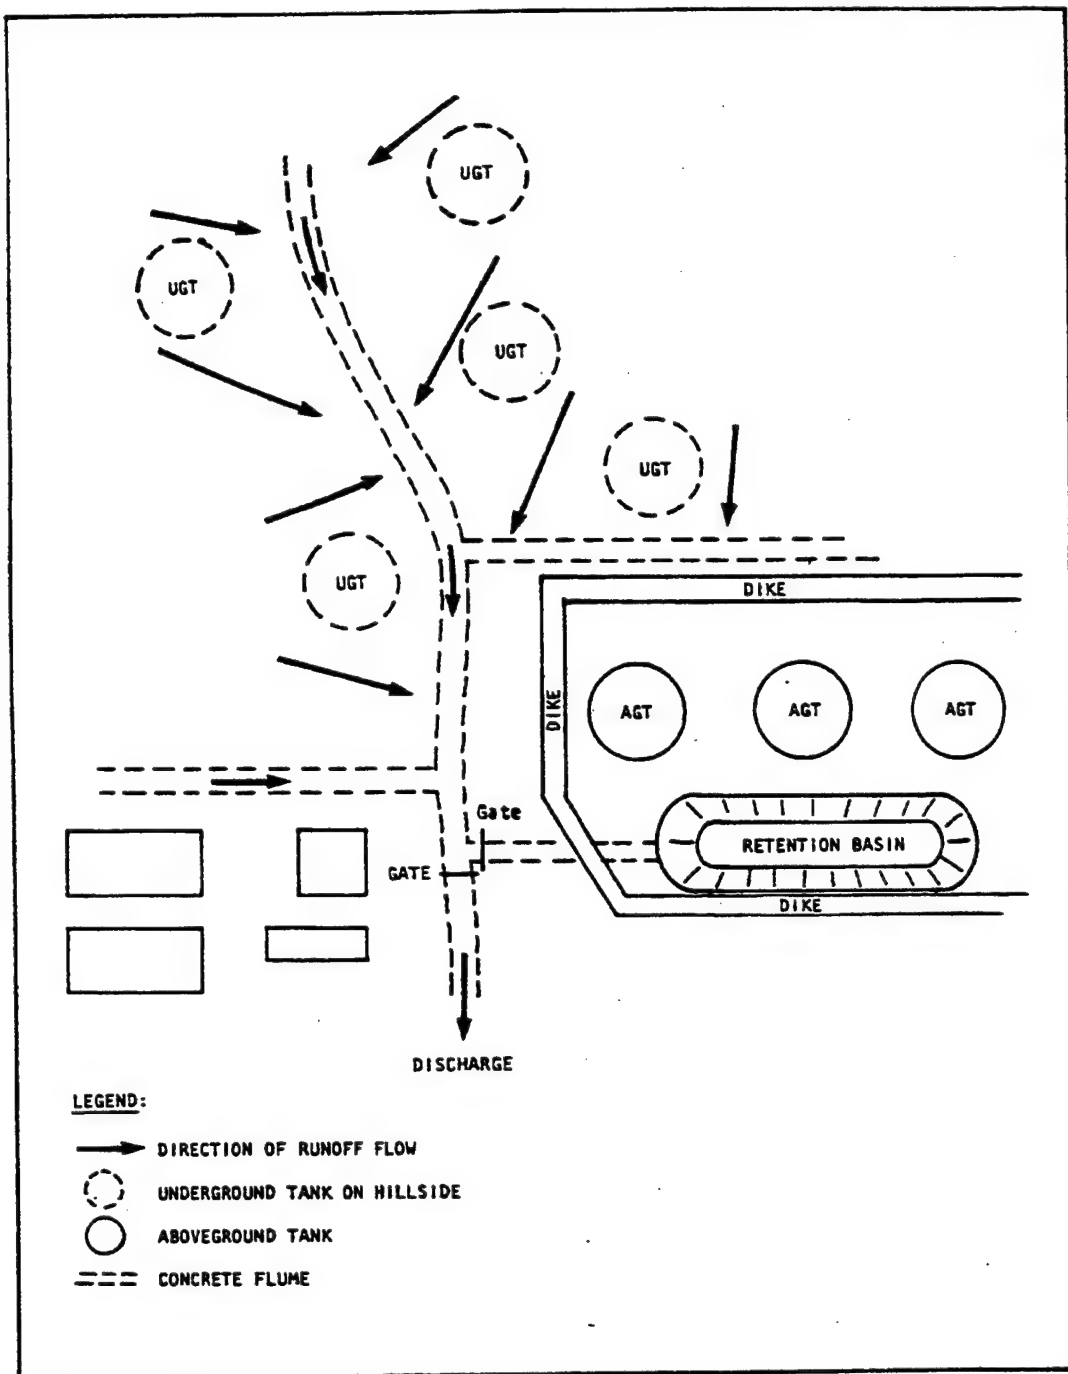 UGT
UGT
UGT
UGT
UGT
DIKE
DIKE
AGT
AGT
AGT
Gate
RETENTION BASIN
GATE
DIKE
DISCHARGE
LEGEND:
DIRECTION OF RUNOFF FLOW
UNDERGROUND TANK ON HILLSIDE
ABOVEGROUND TANK
CONCRETE FLUME